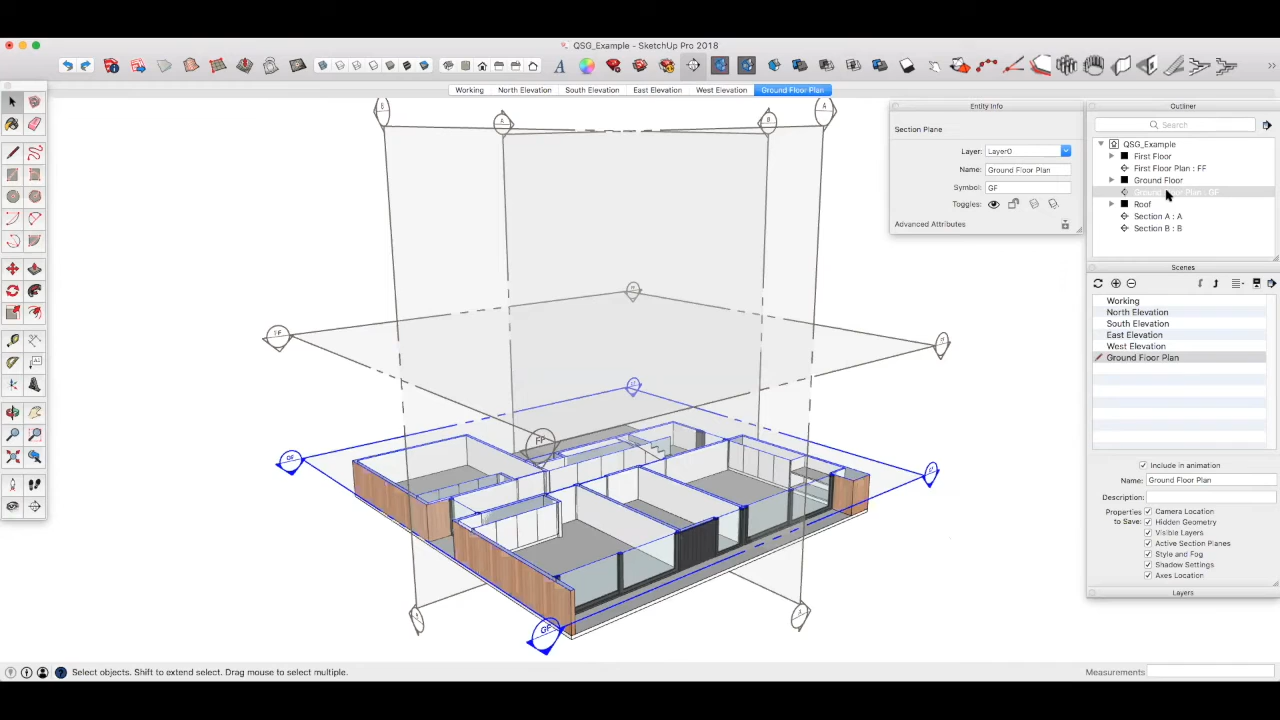 QSG_Example - SketchUp Pro 2018
Working
North Elevation
South Elevation
East Elevation
West Elevation
Ground Floor Plan
Entity Info
Section Plane
Layer: Layer0
Name: Ground Floor Plan
Symbol: GF
Toggles:
Advanced Attributes
Outliner
Search
QSG_Example
First Floor
First Floor Plan : FF
Ground Floor
Ground Floor Plan : GF
Roof
Section A : A
Section B : B
Scenes
Working
North Elevation
South Elevation
East Elevation
West Elevation
Ground Floor Plan
Include in animation
Name: Ground Floor Plan
Description:
Properties to Save:
Camera Location
Hidden Geometry
Visible Layers
Active Section Planes
Style and Fog
Shadow Settings
Axes Location
Layers
B
A
B
A
FF
GF
Select objects. Shift to extend select. Drag mouse to select multiple.
Measurements